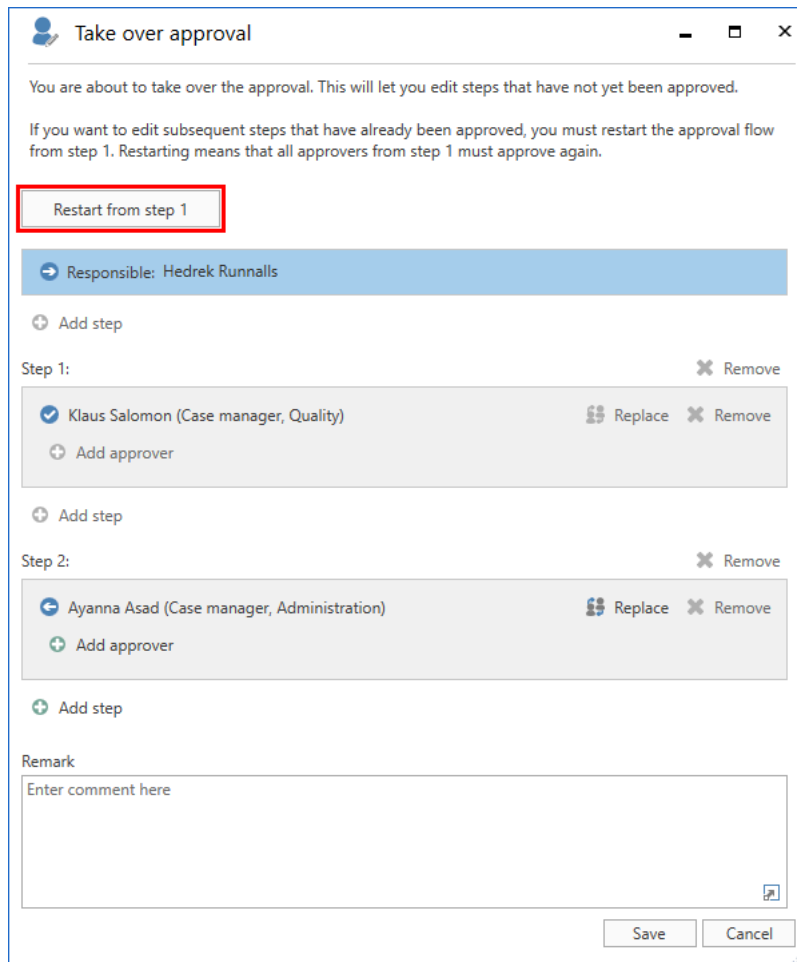 Take over approval
You are about to take over the approval. This will let you edit steps that have not yet been approved.
If you want to edit subsequent steps that have already been approved, you must restart the approval flow
from step 1. Restarting means that all approvers from step 1 must approve again.
Restart from step 1
Responsible: Hedrek Runnalls
Add step
Step 1: Remove
Klaus Salomon (Case manager, Quality) Replace Remove
Add approver
Add step
Step 2: Remove
Ayanna Asad (Case manager, Administration) Replace Remove
Add approver
Add step
Remark
Enter comment here
Save Cancel